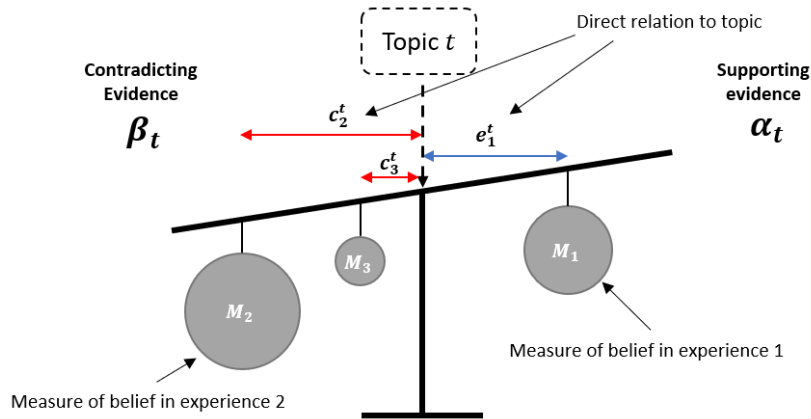 Topic t
Direct relation to topic
Contradicting
Evidence
β_t
Supporting
evidence
α_t
c_2^t
e_1^t
c_3^t
M_1
M_3
M_2
Measure of belief in experience 1
Measure of belief in experience 2